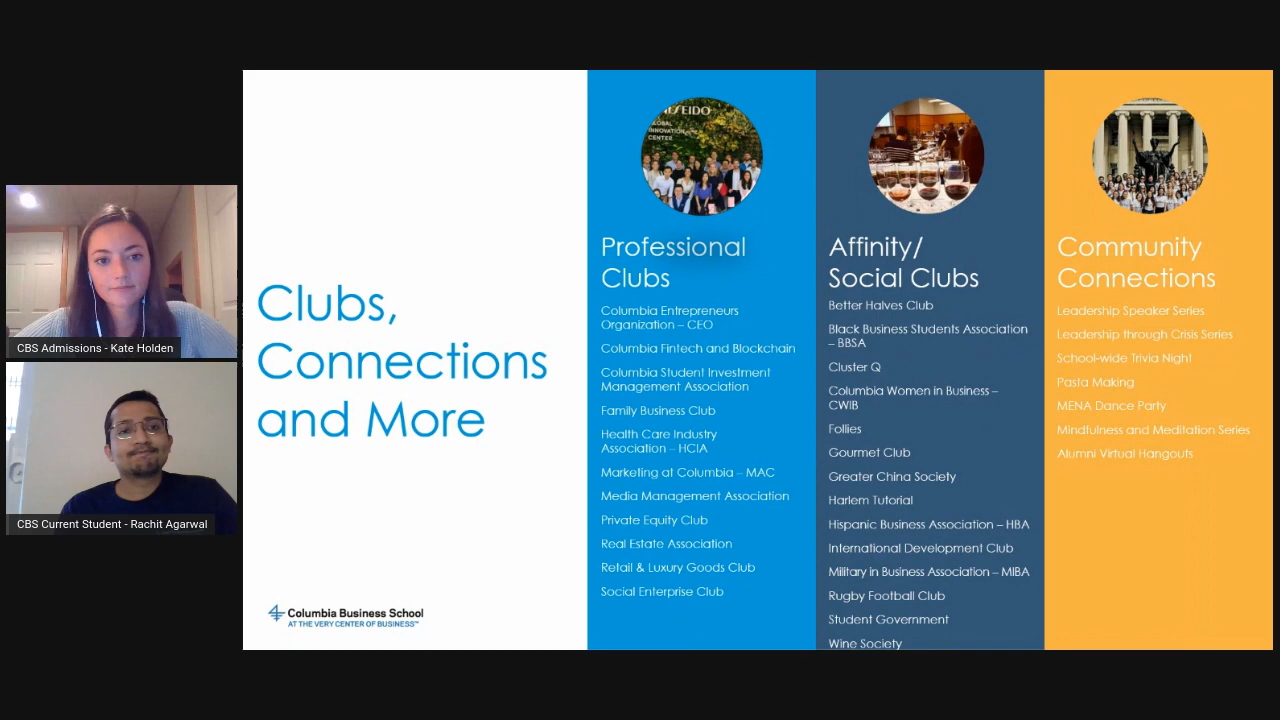 CBS Admissions - Kate Holden
CBS Current Student - Rachit Agarwal
Clubs,
Connections
and More
Columbia Business School
AT THE VERY CENTER OF BUSINESS™
SHISEIDO
GLOBAL
INNOVATION
CENTER
Professional
Clubs
Columbia Entrepreneurs
Organization – CEO
Columbia Fintech and Blockchain
Columbia Student Investment
Management Association
Family Business Club
Health Care Industry
Association – HCIA
Marketing at Columbia – MAC
Media Management Association
Private Equity Club
Real Estate Association
Retail & Luxury Goods Club
Social Enterprise Club
Affinity/
Social Clubs
Better Halves Club
Black Business Students Association
– BBSA
Cluster Q
Columbia Women in Business –
CWIB
Follies
Gourmet Club
Greater China Society
Harlem Tutorial
Hispanic Business Association – HBA
International Development Club
Military in Business Association – MIBA
Rugby Football Club
Student Government
Wine Society
Community
Connections
Leadership Speaker Series
Leadership through Crisis Series
School-wide Trivia Night
Pasta Making
MENA Dance Party
Mindfulness and Meditation Series
Alumni Virtual Hangouts